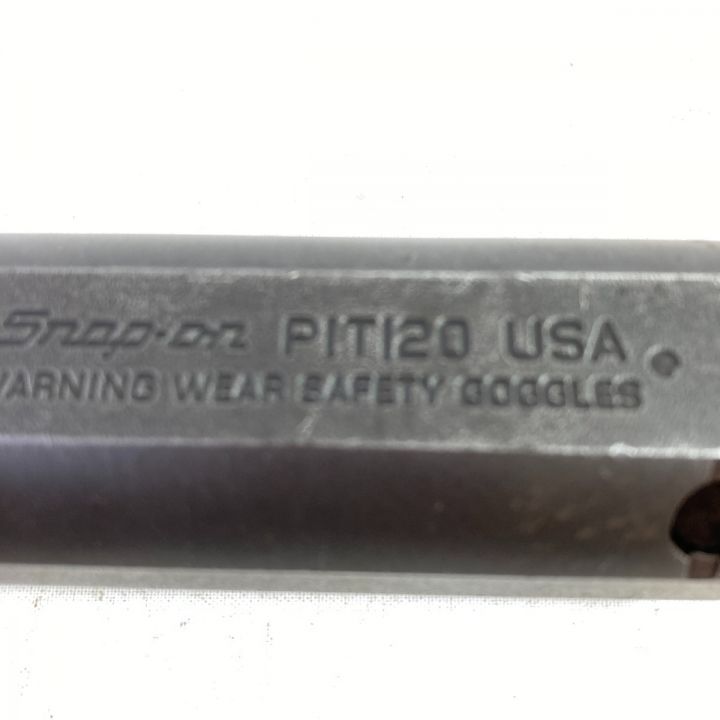 Snap-on PIT120 USA
WARNING WEAR SAFETY GOGGLES